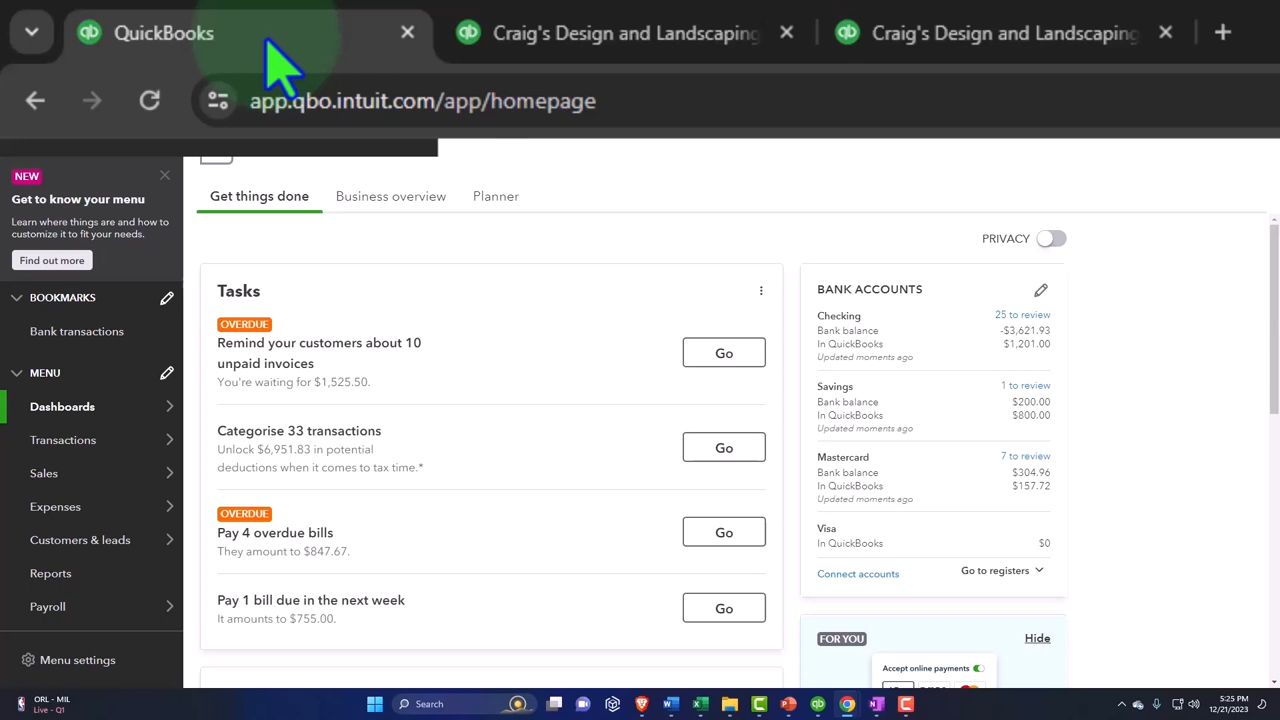 QuickBooks
Craig's Design and Landscaping
Craig's Design and Landscaping
app.qbo.intuit.com/app/homepage
NEW
Get to know your menu
Learn where things are and how to
customize it to fit your needs.
Find out more
BOOKMARKS
Bank transactions
MENU
Dashboards
Transactions
Sales
Expenses
Customers & leads
Reports
Payroll
Menu settings
Get things done
Business overview
Planner
PRIVACY
Tasks
OVERDUE
Remind your customers about 10
unpaid invoices
You're waiting for $1,525.50.
Go
Categorise 33 transactions
Unlock $6,951.83 in potential
deductions when it comes to tax time.*
Go
OVERDUE
Pay 4 overdue bills
They amount to $847.67.
Go
Pay 1 bill due in the next week
It amounts to $755.00.
Go
BANK ACCOUNTS
Checking 25 to review
Bank balance -$3,621.93
In QuickBooks $1,201.00
Updated moments ago
Savings 1 to review
Bank balance $200.00
In QuickBooks $800.00
Updated moments ago
Mastercard 7 to review
Bank balance $304.96
In QuickBooks $157.72
Updated moments ago
Visa
In QuickBooks $0
Connect accounts Go to registers
FOR YOU Hide
Accept online payments
ORL - MIL
Live - Q1
Search
5:25 PM
12/21/2023